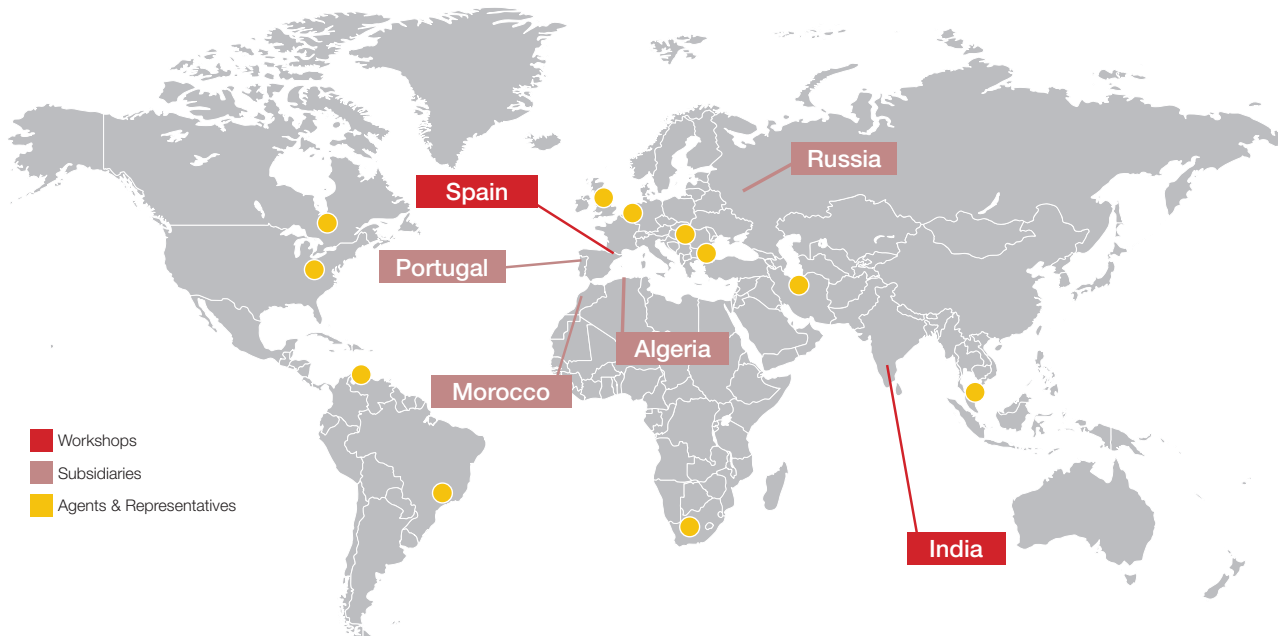 Russia
Spain
Portugal
Algeria
Morocco
Workshops
Subsidiaries
Agents & Representatives
India